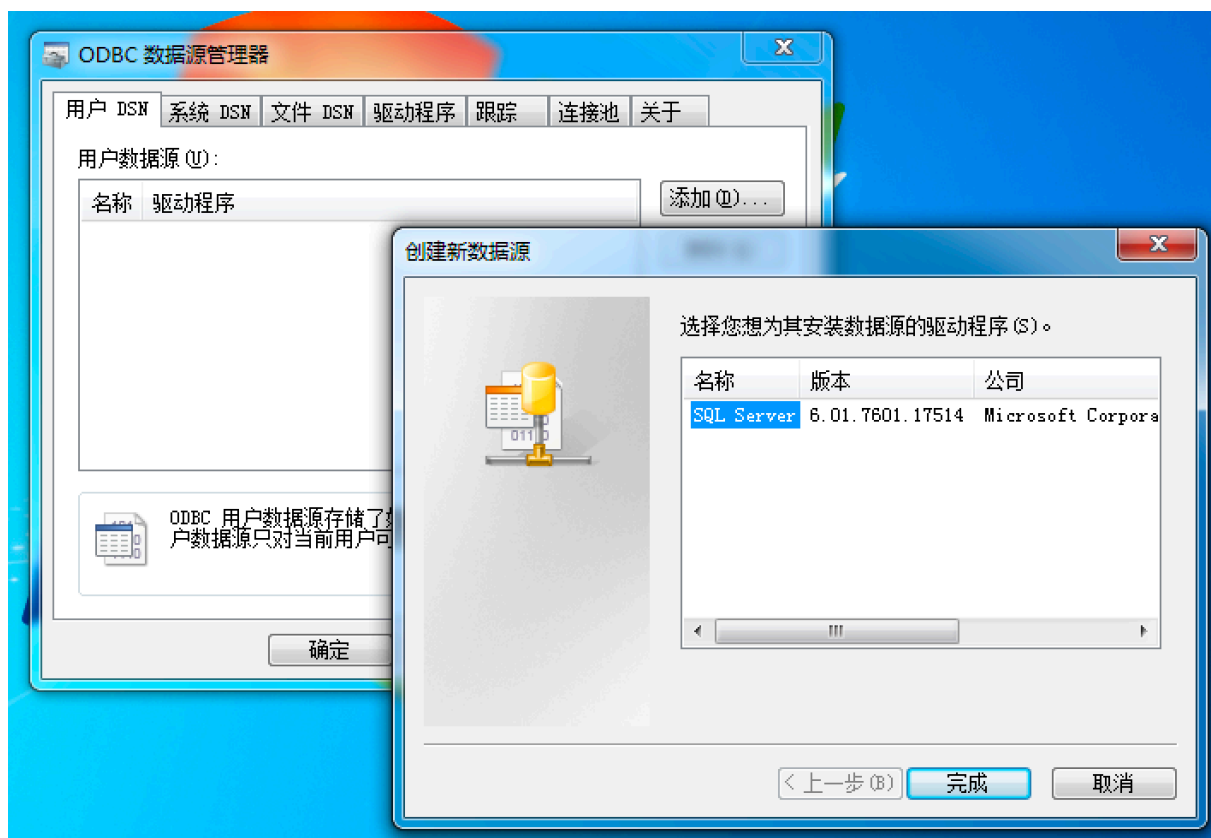 ODBC 数据源管理器
用户 DSN 系统 DSN 文件 DSN 驱动程序 跟踪 连接池 关于
用户数据源(U):
名称 驱动程序
添加(D)...
ODBC 用户数据源存储了
户数据源只对当前用户可
确定
创建新数据源
选择您想为其安装数据源的驱动程序(S)。
名称 版本 公司
SQL Server 6.01.7601.17514 Microsoft Corpora
011
< 上一步(B) 完成 取消